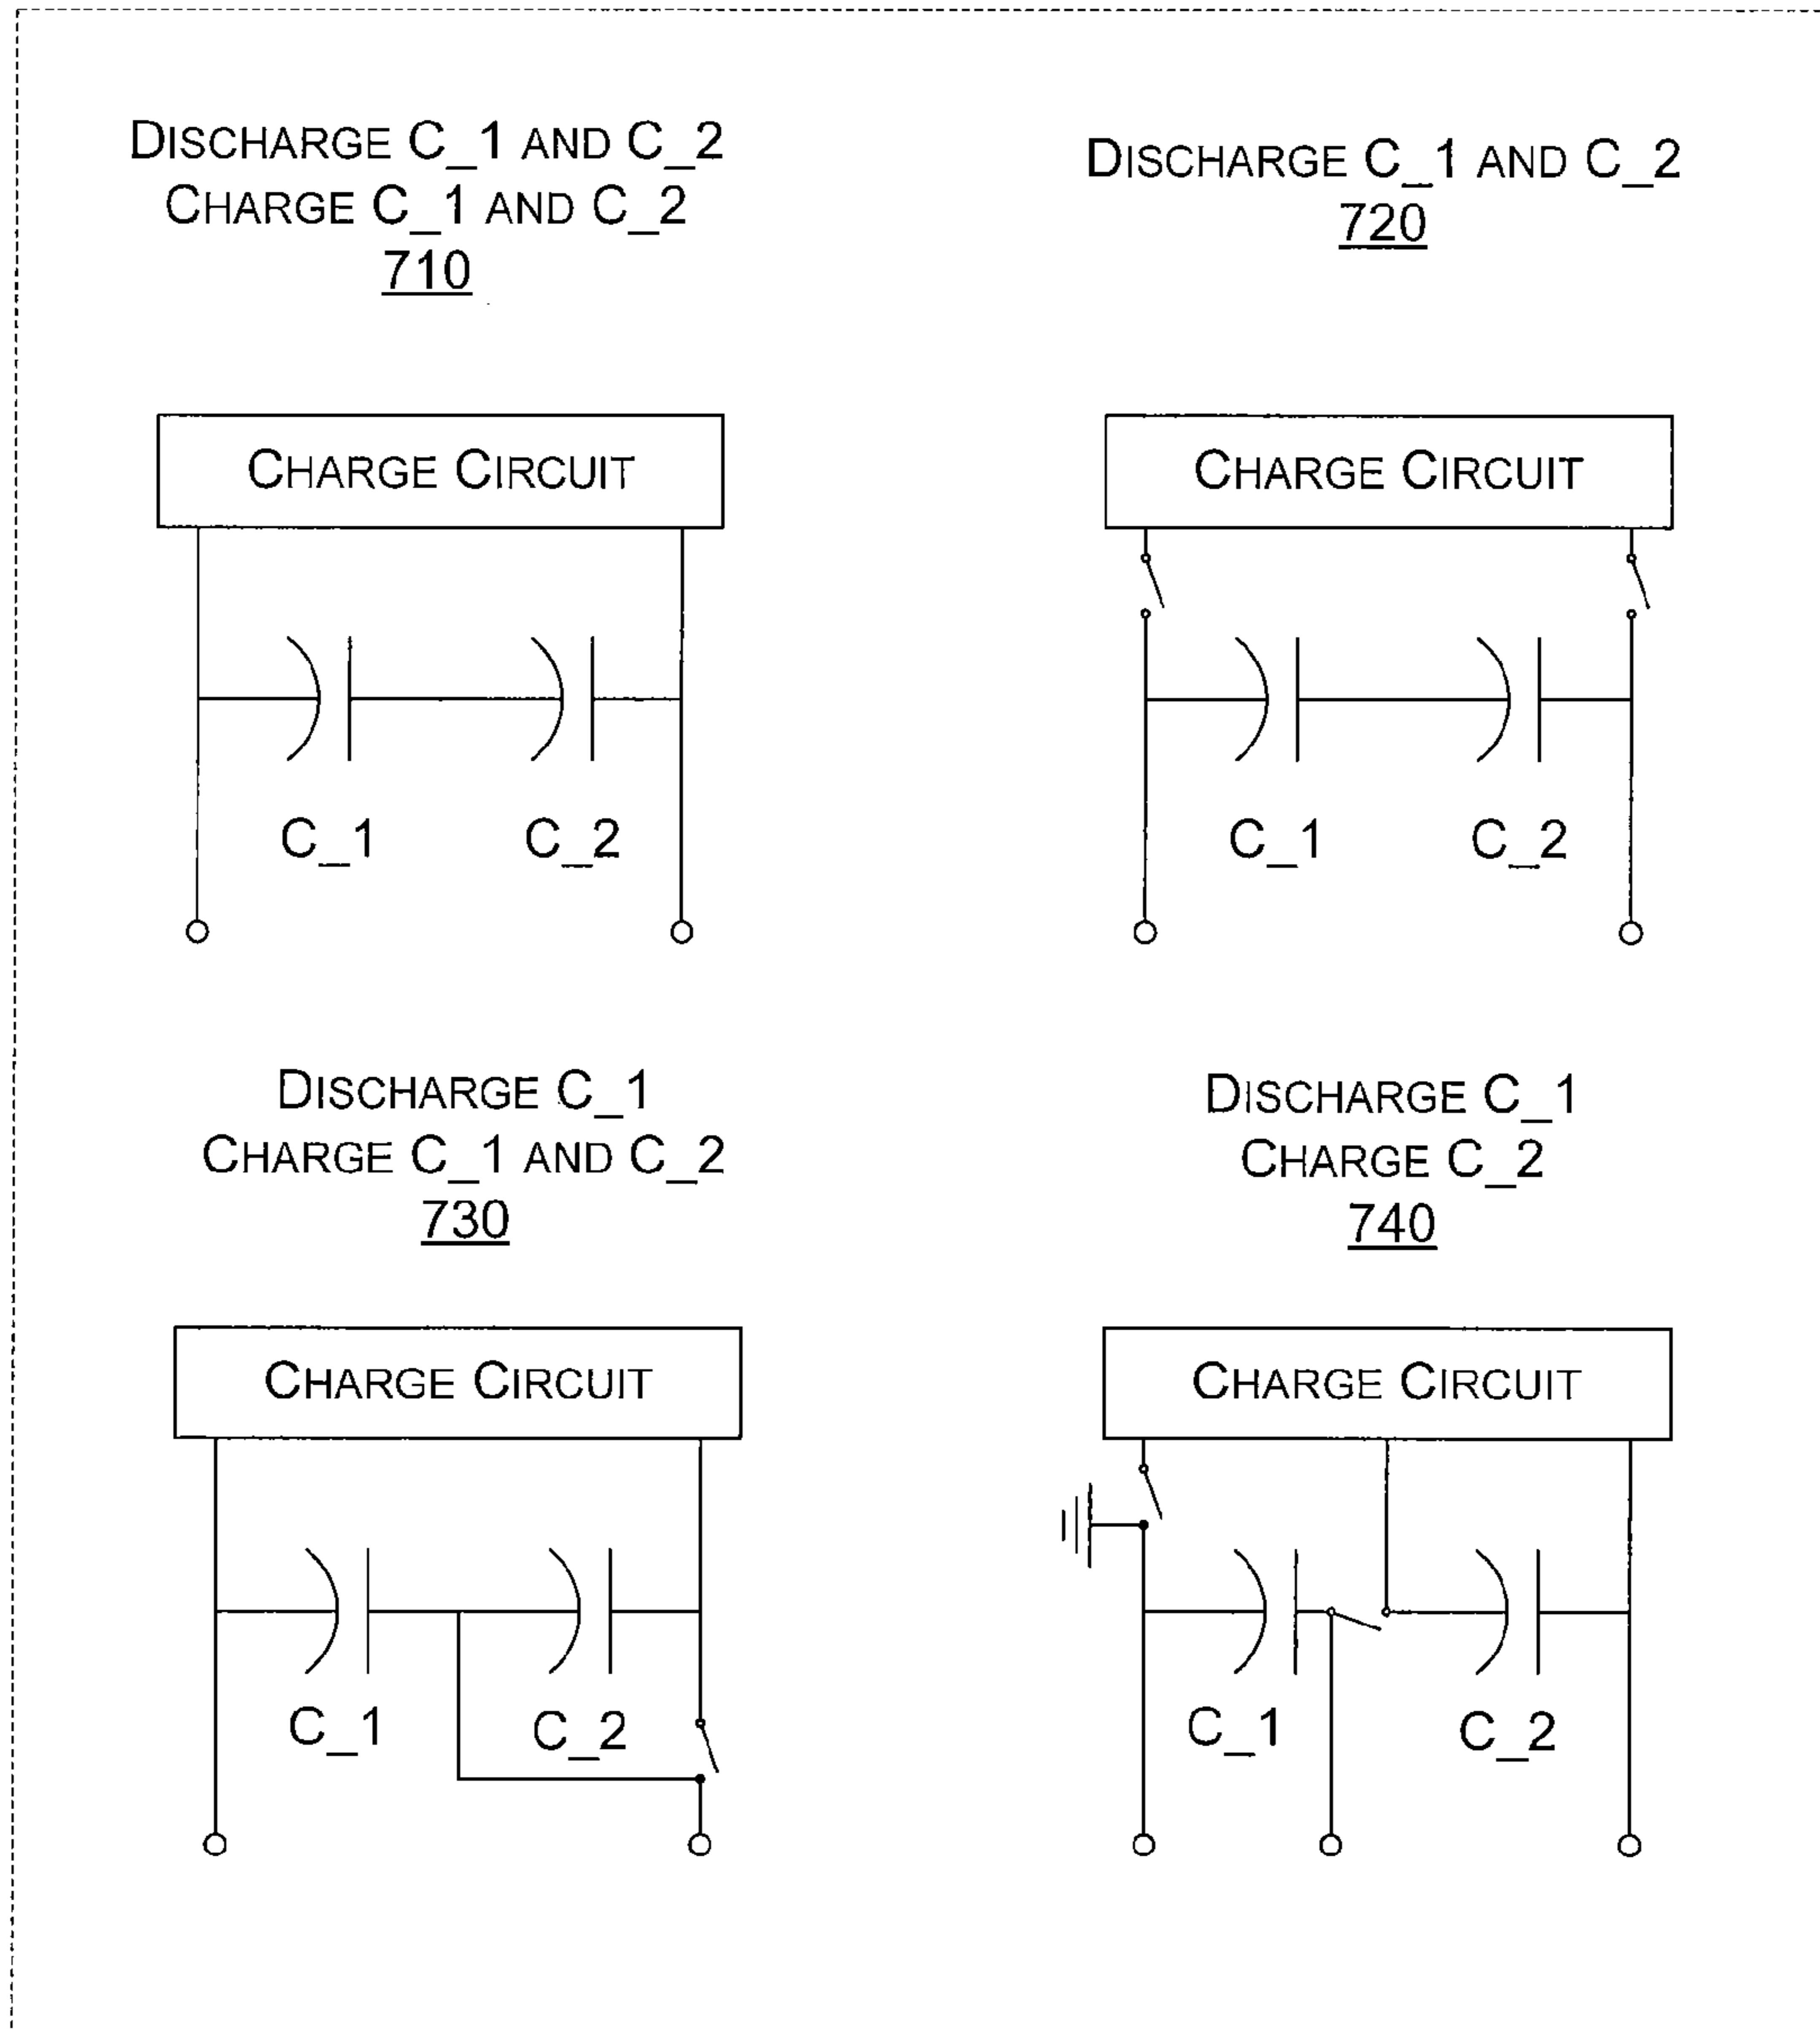 DISCHARGE C_1 AND C_2
CHARGE C_1 AND C_2
710
CHARGE CIRCUIT
C_1 C_2
DISCHARGE C_1 AND C_2
720
CHARGE CIRCUIT
C_1 C_2
DISCHARGE C_1
CHARGE C_1 AND C_2
730
CHARGE CIRCUIT
C_1 C_2
DISCHARGE C_1
CHARGE C_2
740
CHARGE CIRCUIT
C_1 C_2